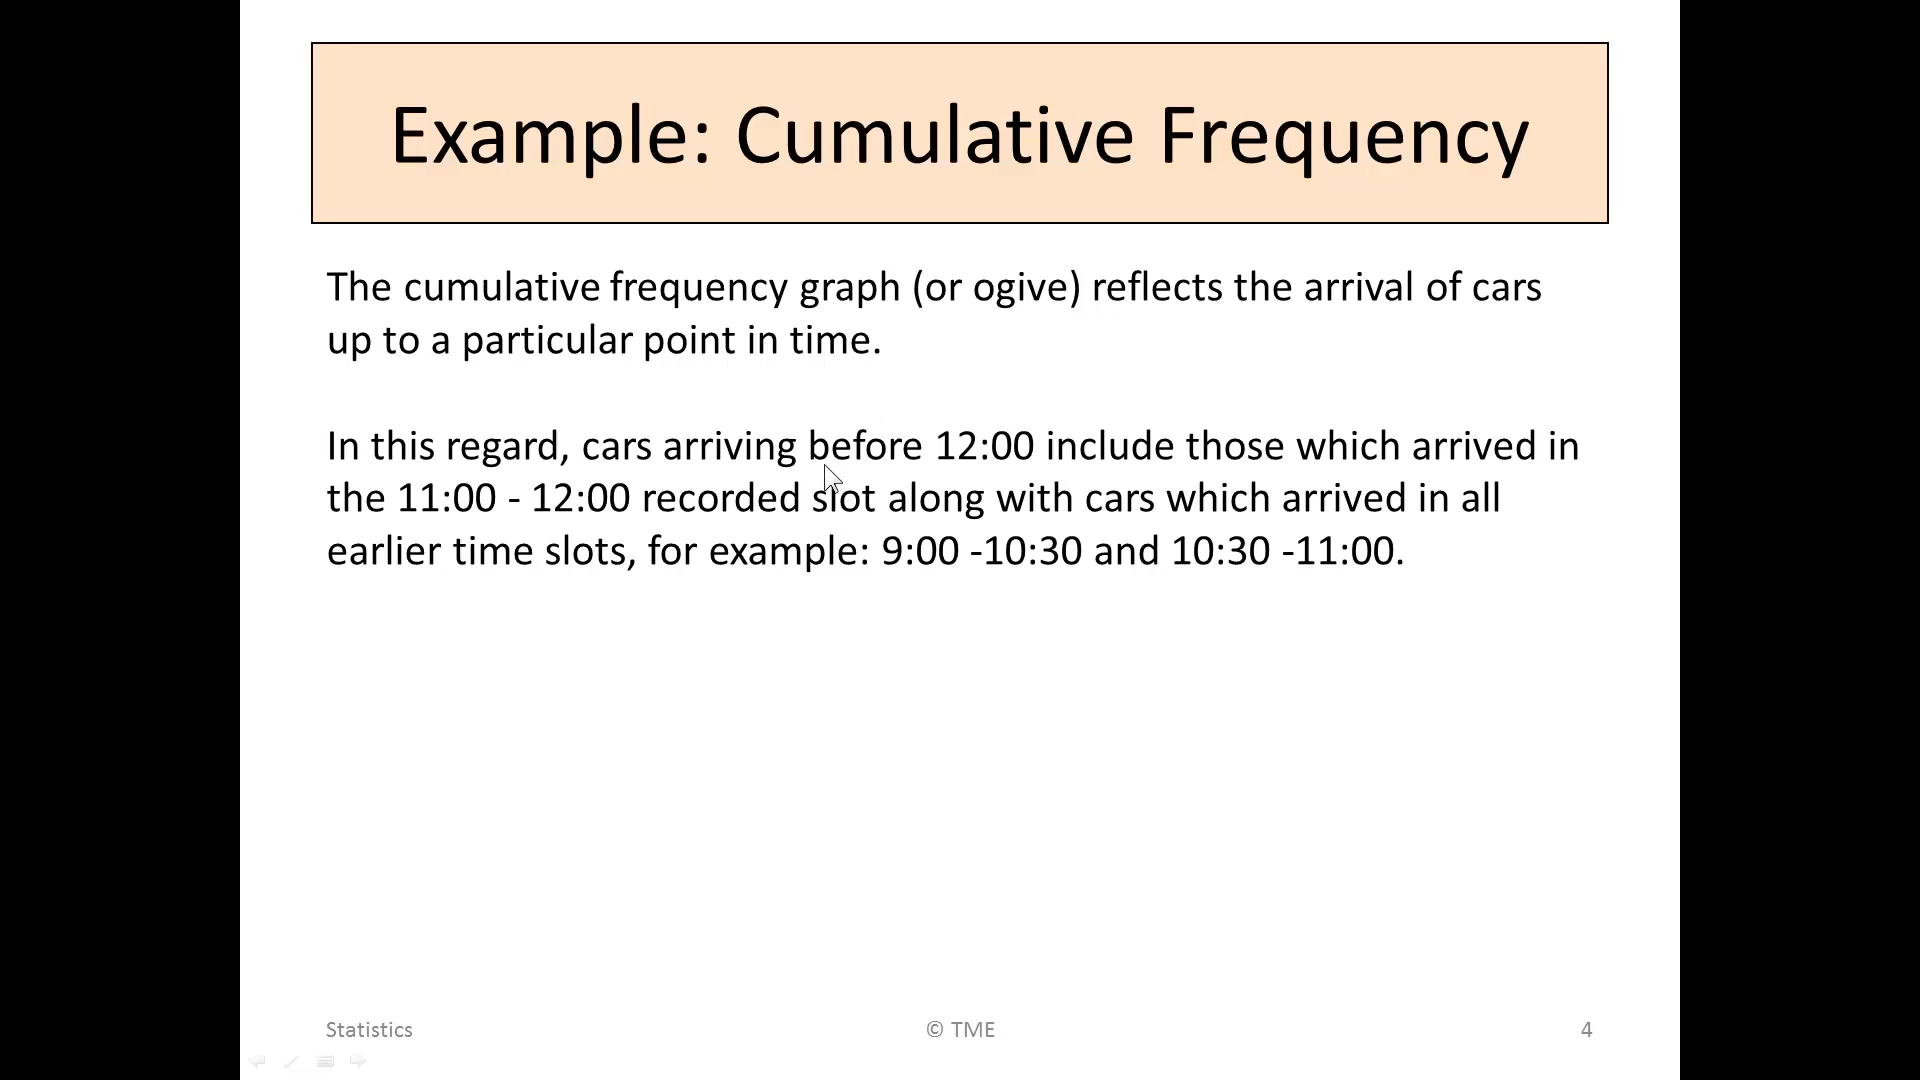 Example: Cumulative Frequency
The cumulative frequency graph (or ogive) reflects the arrival of cars
up to a particular point in time.
In this regard, cars arriving before 12:00 include those which arrived in
the 11:00 - 12:00 recorded slot along with cars which arrived in all
earlier time slots, for example: 9:00 -10:30 and 10:30 -11:00.
Statistics
© TME
4